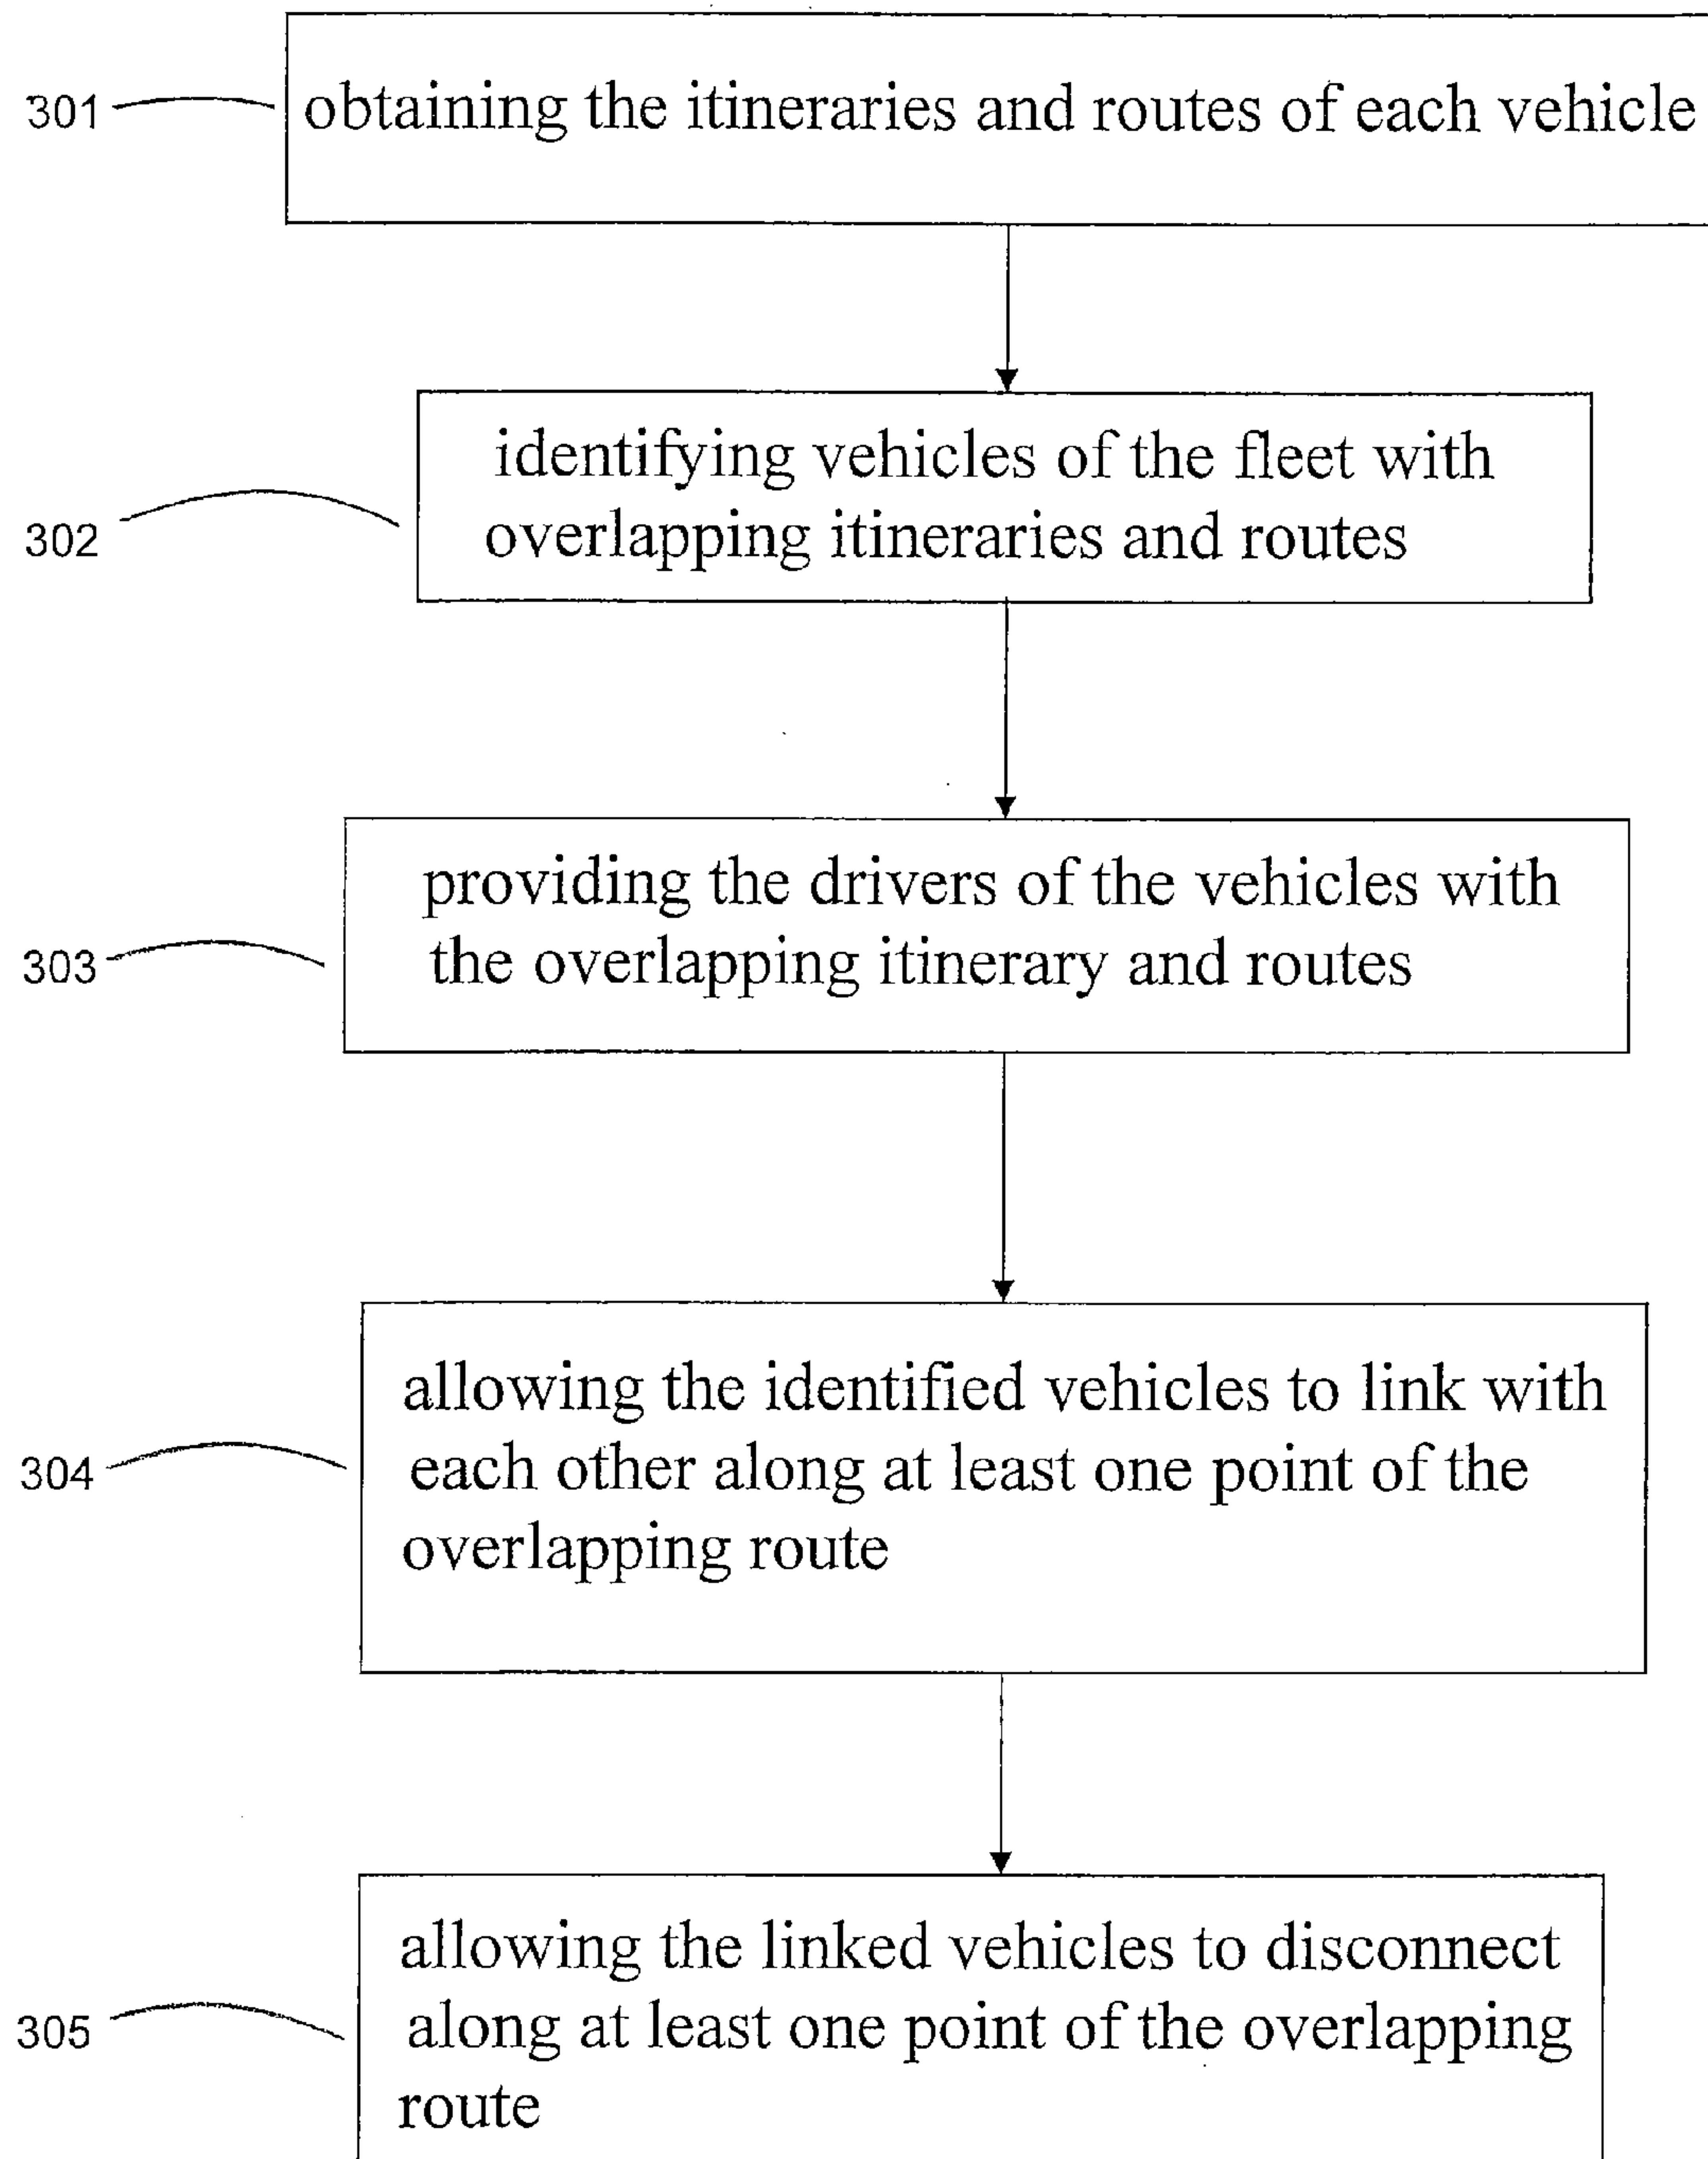 301
obtaining the itineraries and routes of each vehicle
identifying vehicles of the fleet with
302
overlapping itineraries and routes
providing the drivers of the vehicles with
303
the overlapping itinerary and routes
allowing the identified vehicles to link with
304
each other along at least one point of the
overlapping route
allowing the linked vehicles to disconnect
305
along at least one point of the overlapping
route